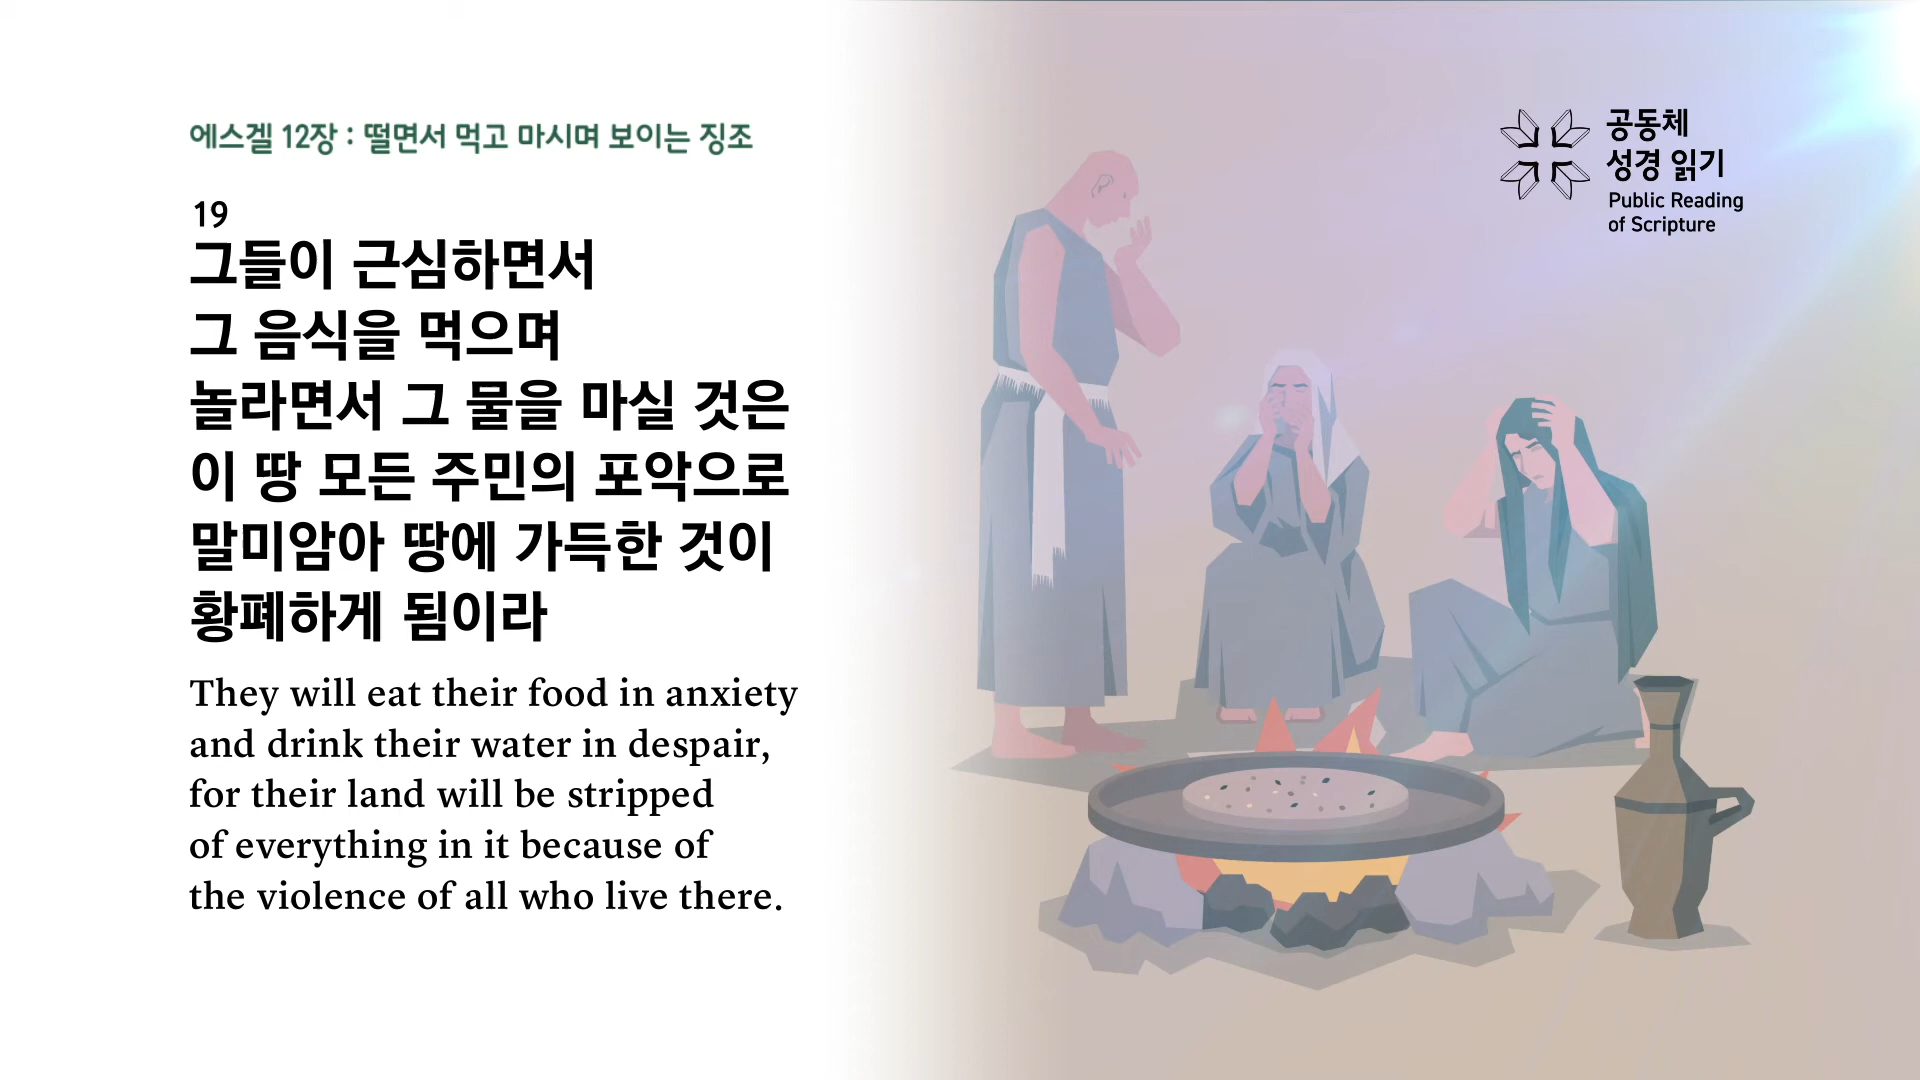 에스겔 12장 : 떨면서 먹고 마시며 보이는 징조
19
그들이 근심하면서
그 음식을 먹으며
놀라면서 그 물을 마실 것은
이 땅 모든 주민의 포악으로
말미암아 땅에 가득한 것이
황폐하게 됨이라
They will eat their food in anxiety
and drink their water in despair,
for their land will be stripped
of everything in it because of
the violence of all who live there.
공동체
성경 읽기
Public Reading
of Scripture